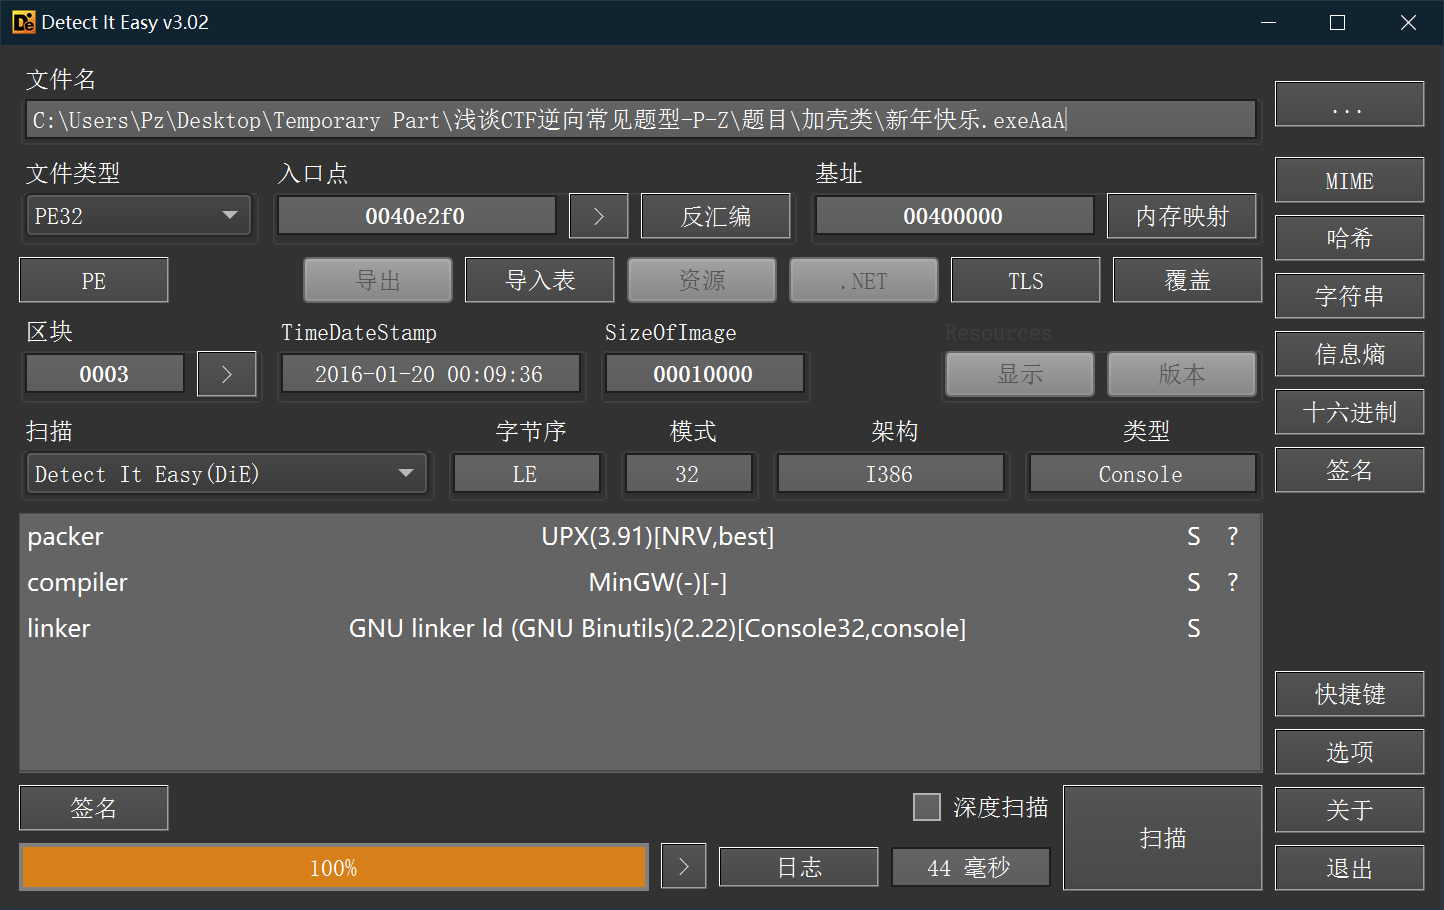 Detect It Easy v3.02
文件名
C:\Users\Pz\Desktop\Temporary Part\浅谈CTF逆向常见题型-P-Z\题目\加壳类\新年快乐.exeAaA
...
文件类型 入口点 基址
PE32 0040e2f0 > 反汇编 00400000 内存映射
MIME
哈希
PE 导出 导入表 资源 .NET TLS 覆盖
字符串
区块 TimeDateStamp SizeOfImage Resources
信息熵
0003 > 2016-01-20 00:09:36 00010000 显示 版本
十六进制
扫描 字节序 模式 架构 类型
Detect It Easy(DiE) LE 32 I386 Console
签名
packer UPX(3.91)[NRV,best] S ?
compiler MinGW(-)[-] S ?
linker GNU linker ld (GNU Binutils)(2.22)[Console32,console] S
快捷键
选项
签名 深度扫描
关于
扫描
100% > 日志 44 毫秒
退出